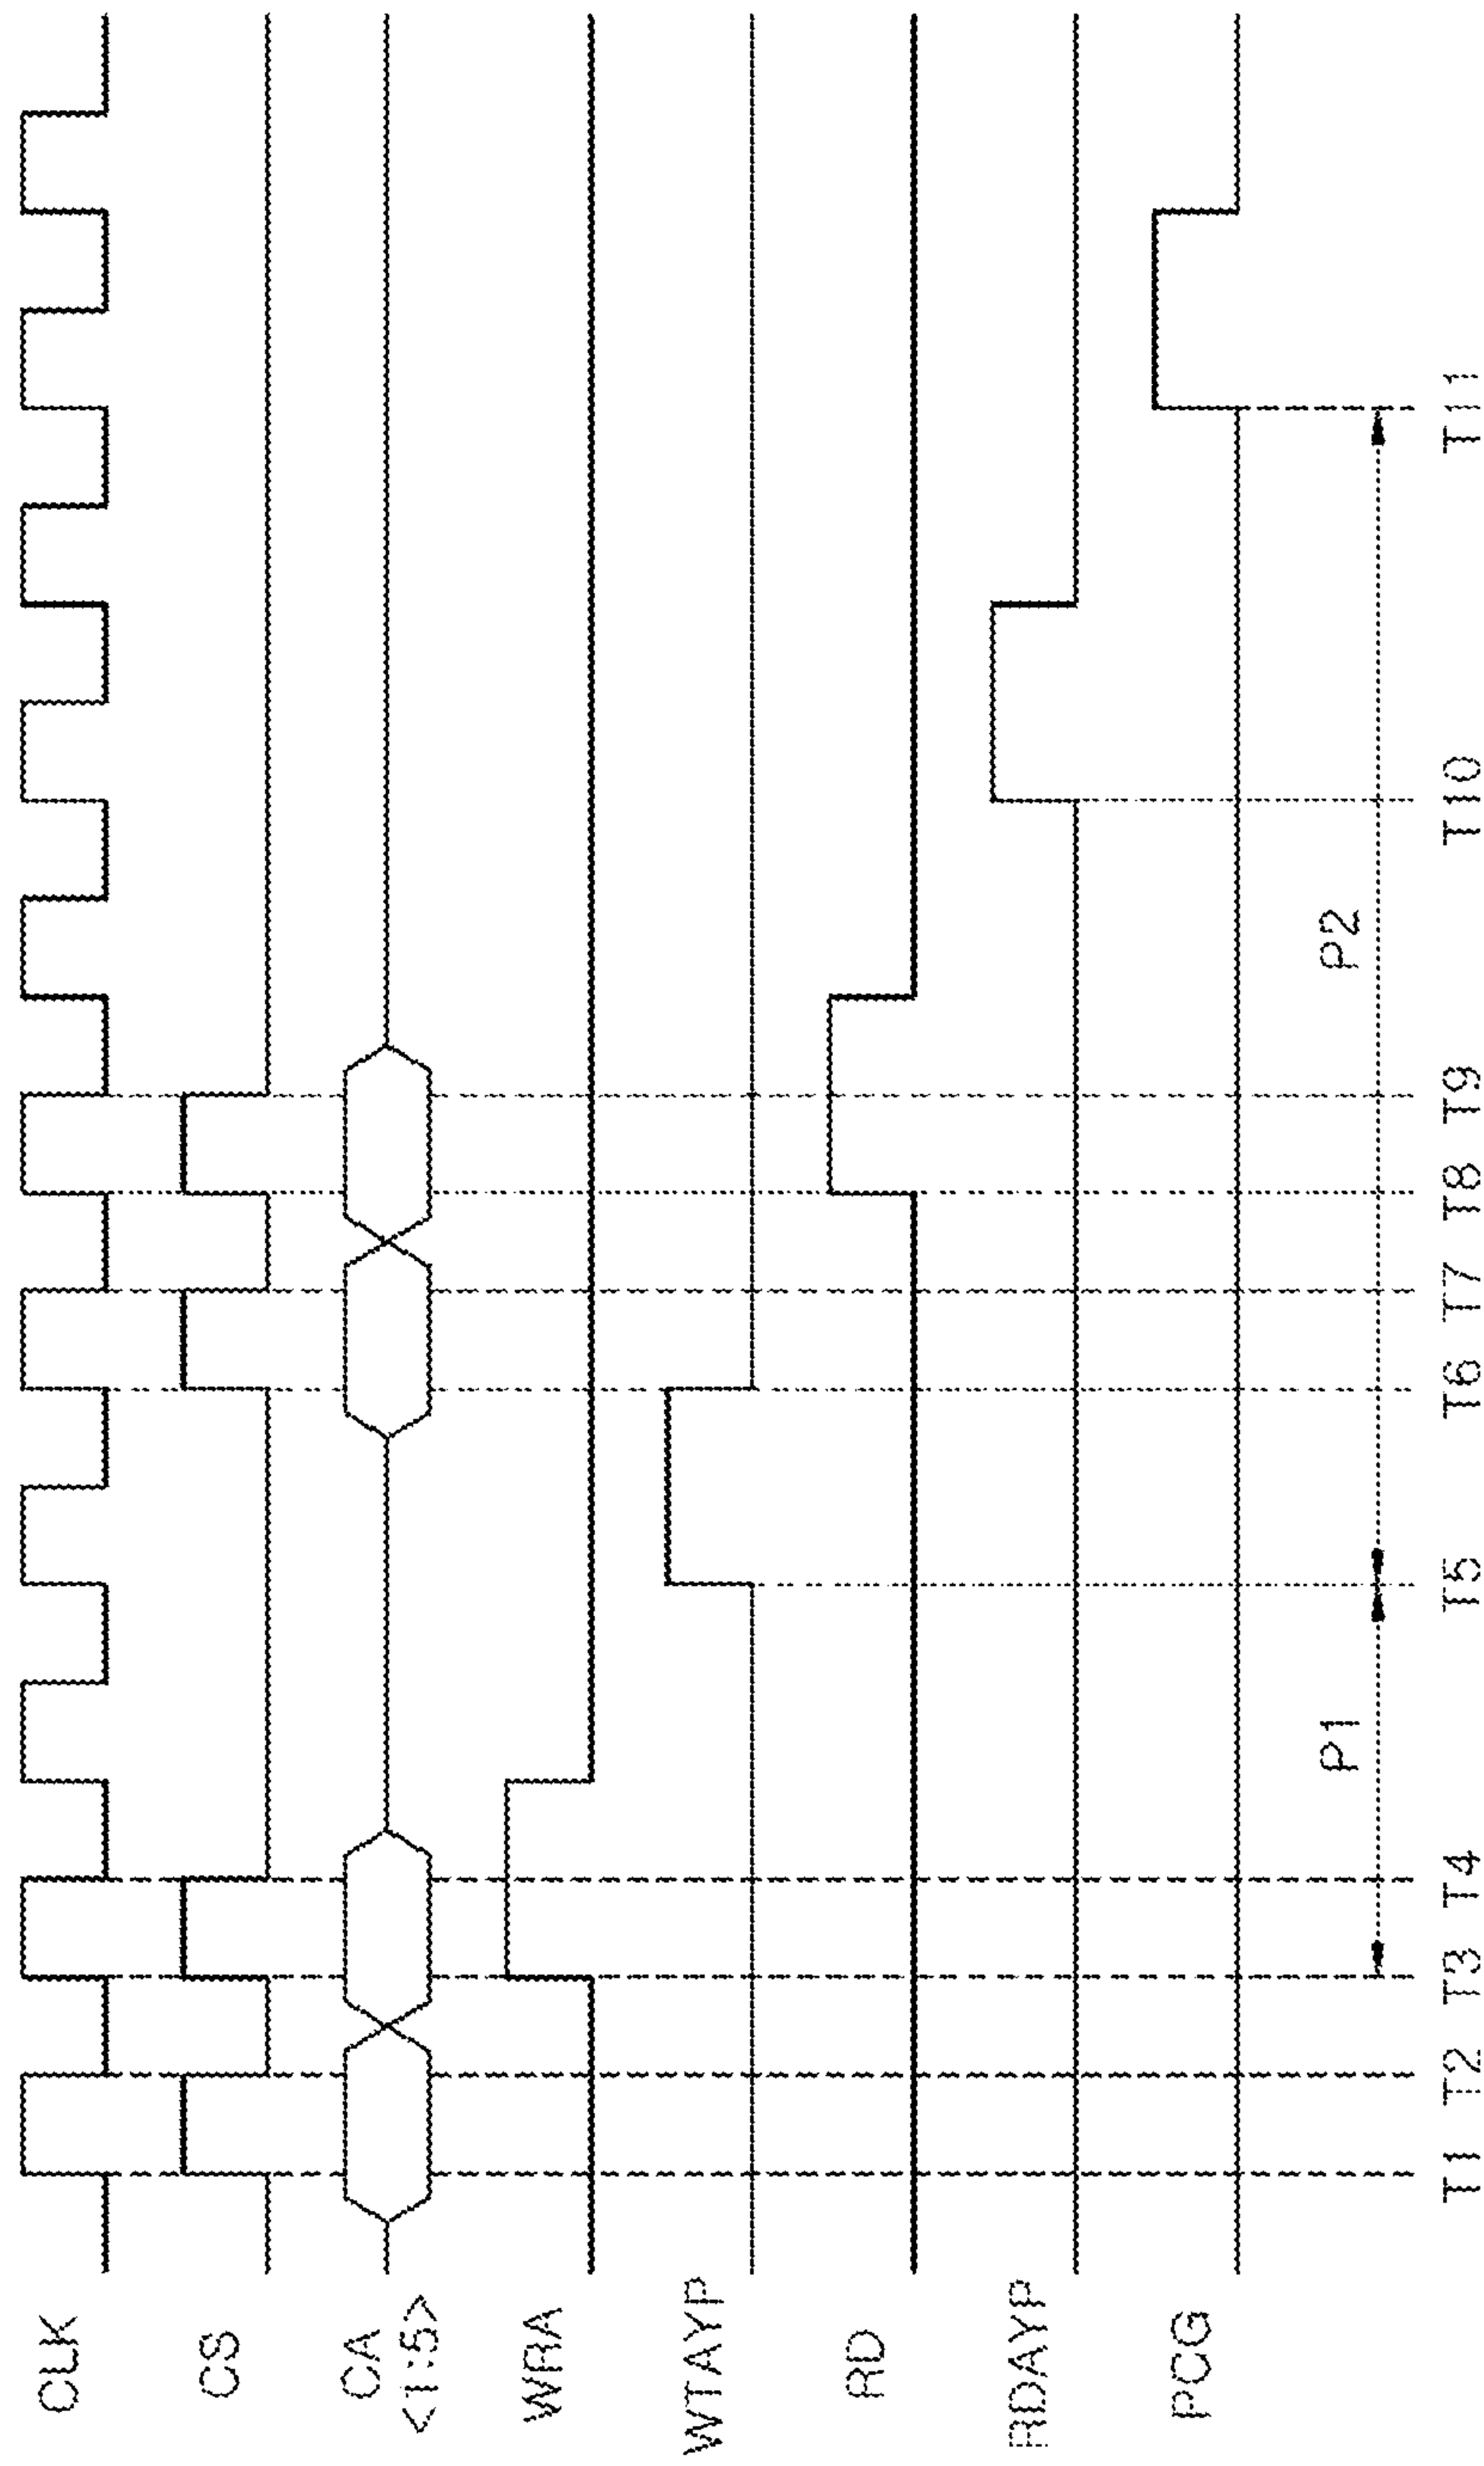 CLK
CS
CA
<1:5>
WRA
WTAYP
RD
RDAYP
PCG
P1
P2
T1 T2 T3 T4 T5 T6 T7 T8 T9 T10 T11